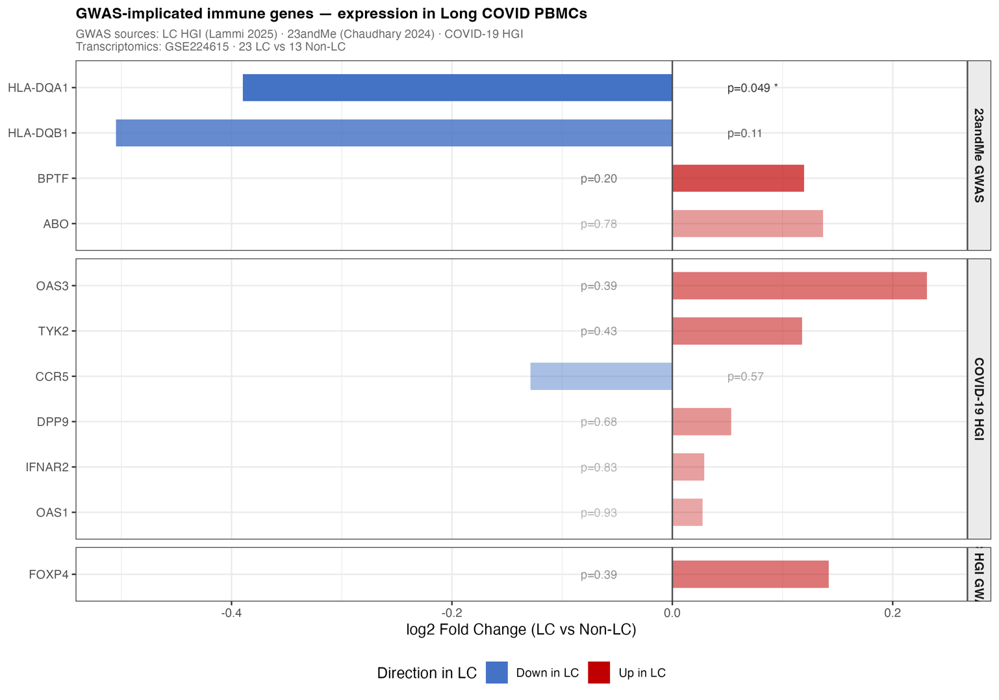 GWAS-implicated immune genes — expression in Long COVID PBMCs
GWAS sources: LC HGI (Lammi 2025) · 23andMe (Chaudhary 2024) · COVID-19 HGI
Transcriptomics: GSE224615 · 23 LC vs 13 Non-LC
HLA-DQA1
p=0.049 *
HLA-DQB1
p=0.11
BPTF
p=0.20
ABO
p=0.78
23andMe GWAS
OAS3
p=0.39
TYK2
p=0.43
CCR5
p=0.57
DPP9
p=0.68
IFNAR2
p=0.83
OAS1
p=0.93
COVID-19 HGI
FOXP4
p=0.39
HGI
-0.4
-0.2
0.0
0.2
log2 Fold Change (LC vs Non-LC)
Direction in LC
Down in LC
Up in LC